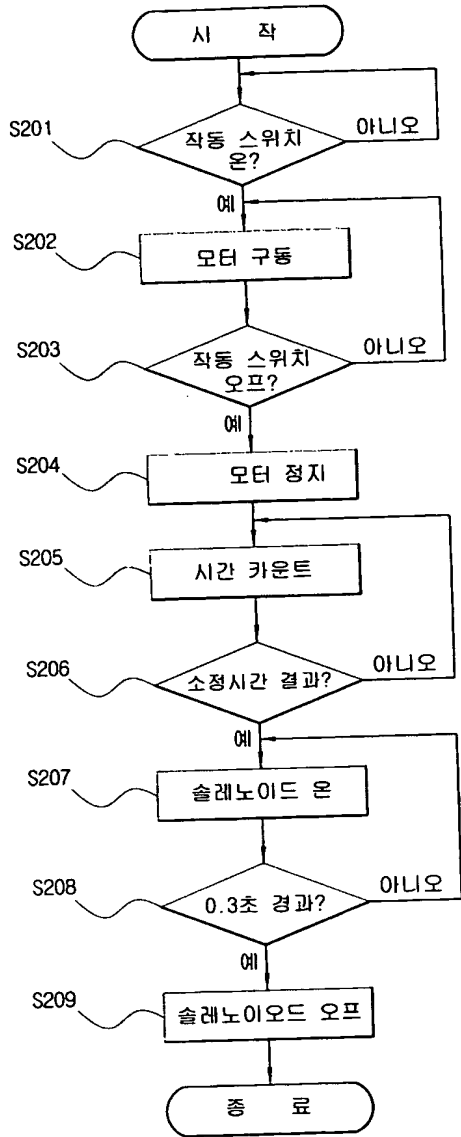 시 작
S201
작동 스위치
온?
아니오
예
S202
모터 구동
S203
작동 스위치
오프?
아니오
예
S204
모터 정지
S205
시간 카운트
S206
소정시간 결과?
아니오
예
S207
솔레노이드 온
S208
0.3초 경과?
아니오
예
S209
솔레노이오드 오프
종 료